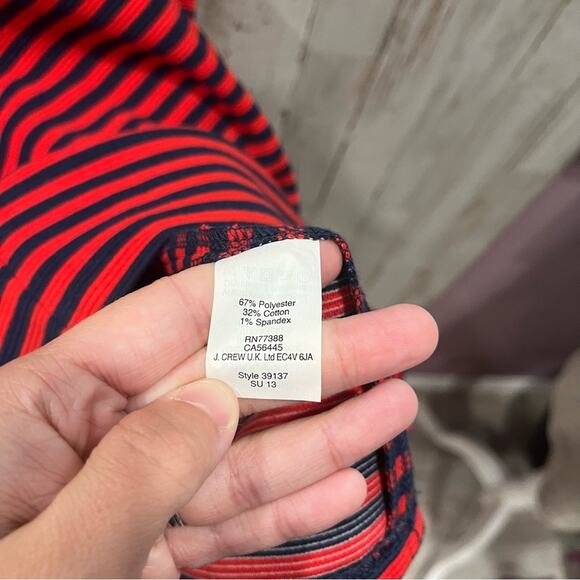 67% Polyester
32% Cotton
1% Spandex
RN77388
CA56445
J. CREW U.K. Ltd EC4V 6JA
Style 39137
SU 13